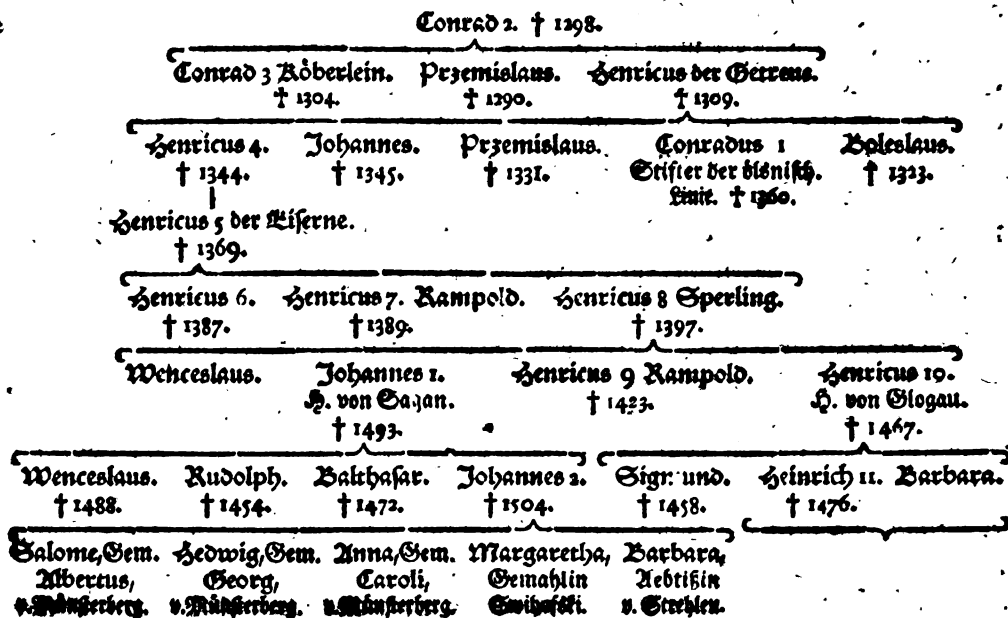 Conrad 2. † 1298.
Conrad 3 Köberlein. Przemislaus. Henricus der Getreue.
† 1304. † 1290. † 1309.
Henricus 4. Johannes. Przemislaus. Conradus 1 Boleslaus.
† 1344. † 1345. † 1331. Stifter der ölsnisch. † 1323.
Linie. † 1360.
Henricus 5 der Eiserne.
† 1369.
Henricus 6. Henricus 7. Rampold. Henricus 8 Sperling.
† 1387. † 1389. † 1397.
Wenceslaus. Johannes 1. Henricus 9 Rampold. Henricus 10.
H. von Sagan. † 1423. H. von Glogau.
† 1493. † 1467.
Wenceslaus. Rudolph. Balthasar. Johannes 2. Sigmund. Heinrich 11. Barbara.
† 1488. † 1454. † 1472. † 1504. † 1458. † 1476.
Salome, Gem. Hedwig, Gem. Anna, Gem. Margaretha, Barbara,
Albertus, Georg, Caroli, Gemahlin Aebtißin
v. Münsterberg. v. Münsterberg. v. Münsterbrg. v. Strehlen.